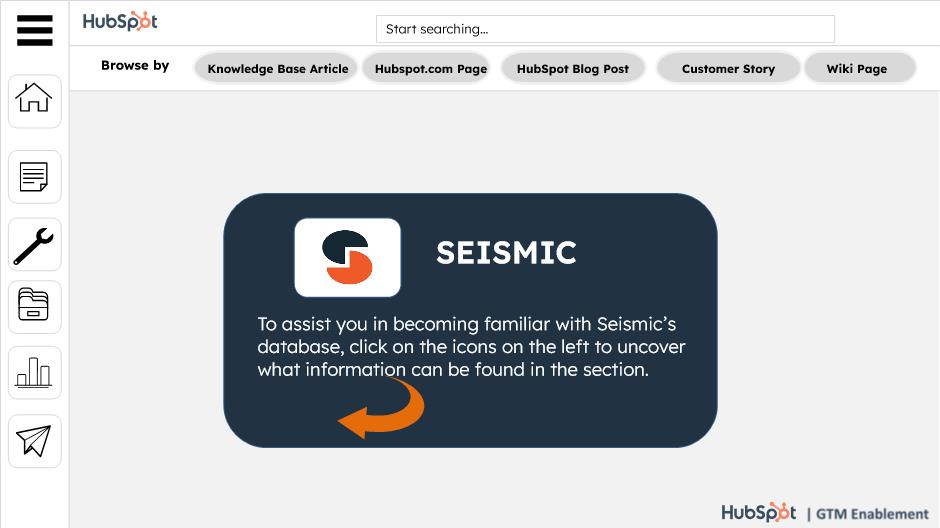 HubSpot
Start searching...
Browse by
Knowledge Base Article
Hubspot.com Page
HubSpot Blog Post
Customer Story
Wiki Page
SEISMIC
To assist you in becoming familiar with Seismic's
database, click on the icons on the left to uncover
what information can be found in the section.
HubSpot | GTM Enablement